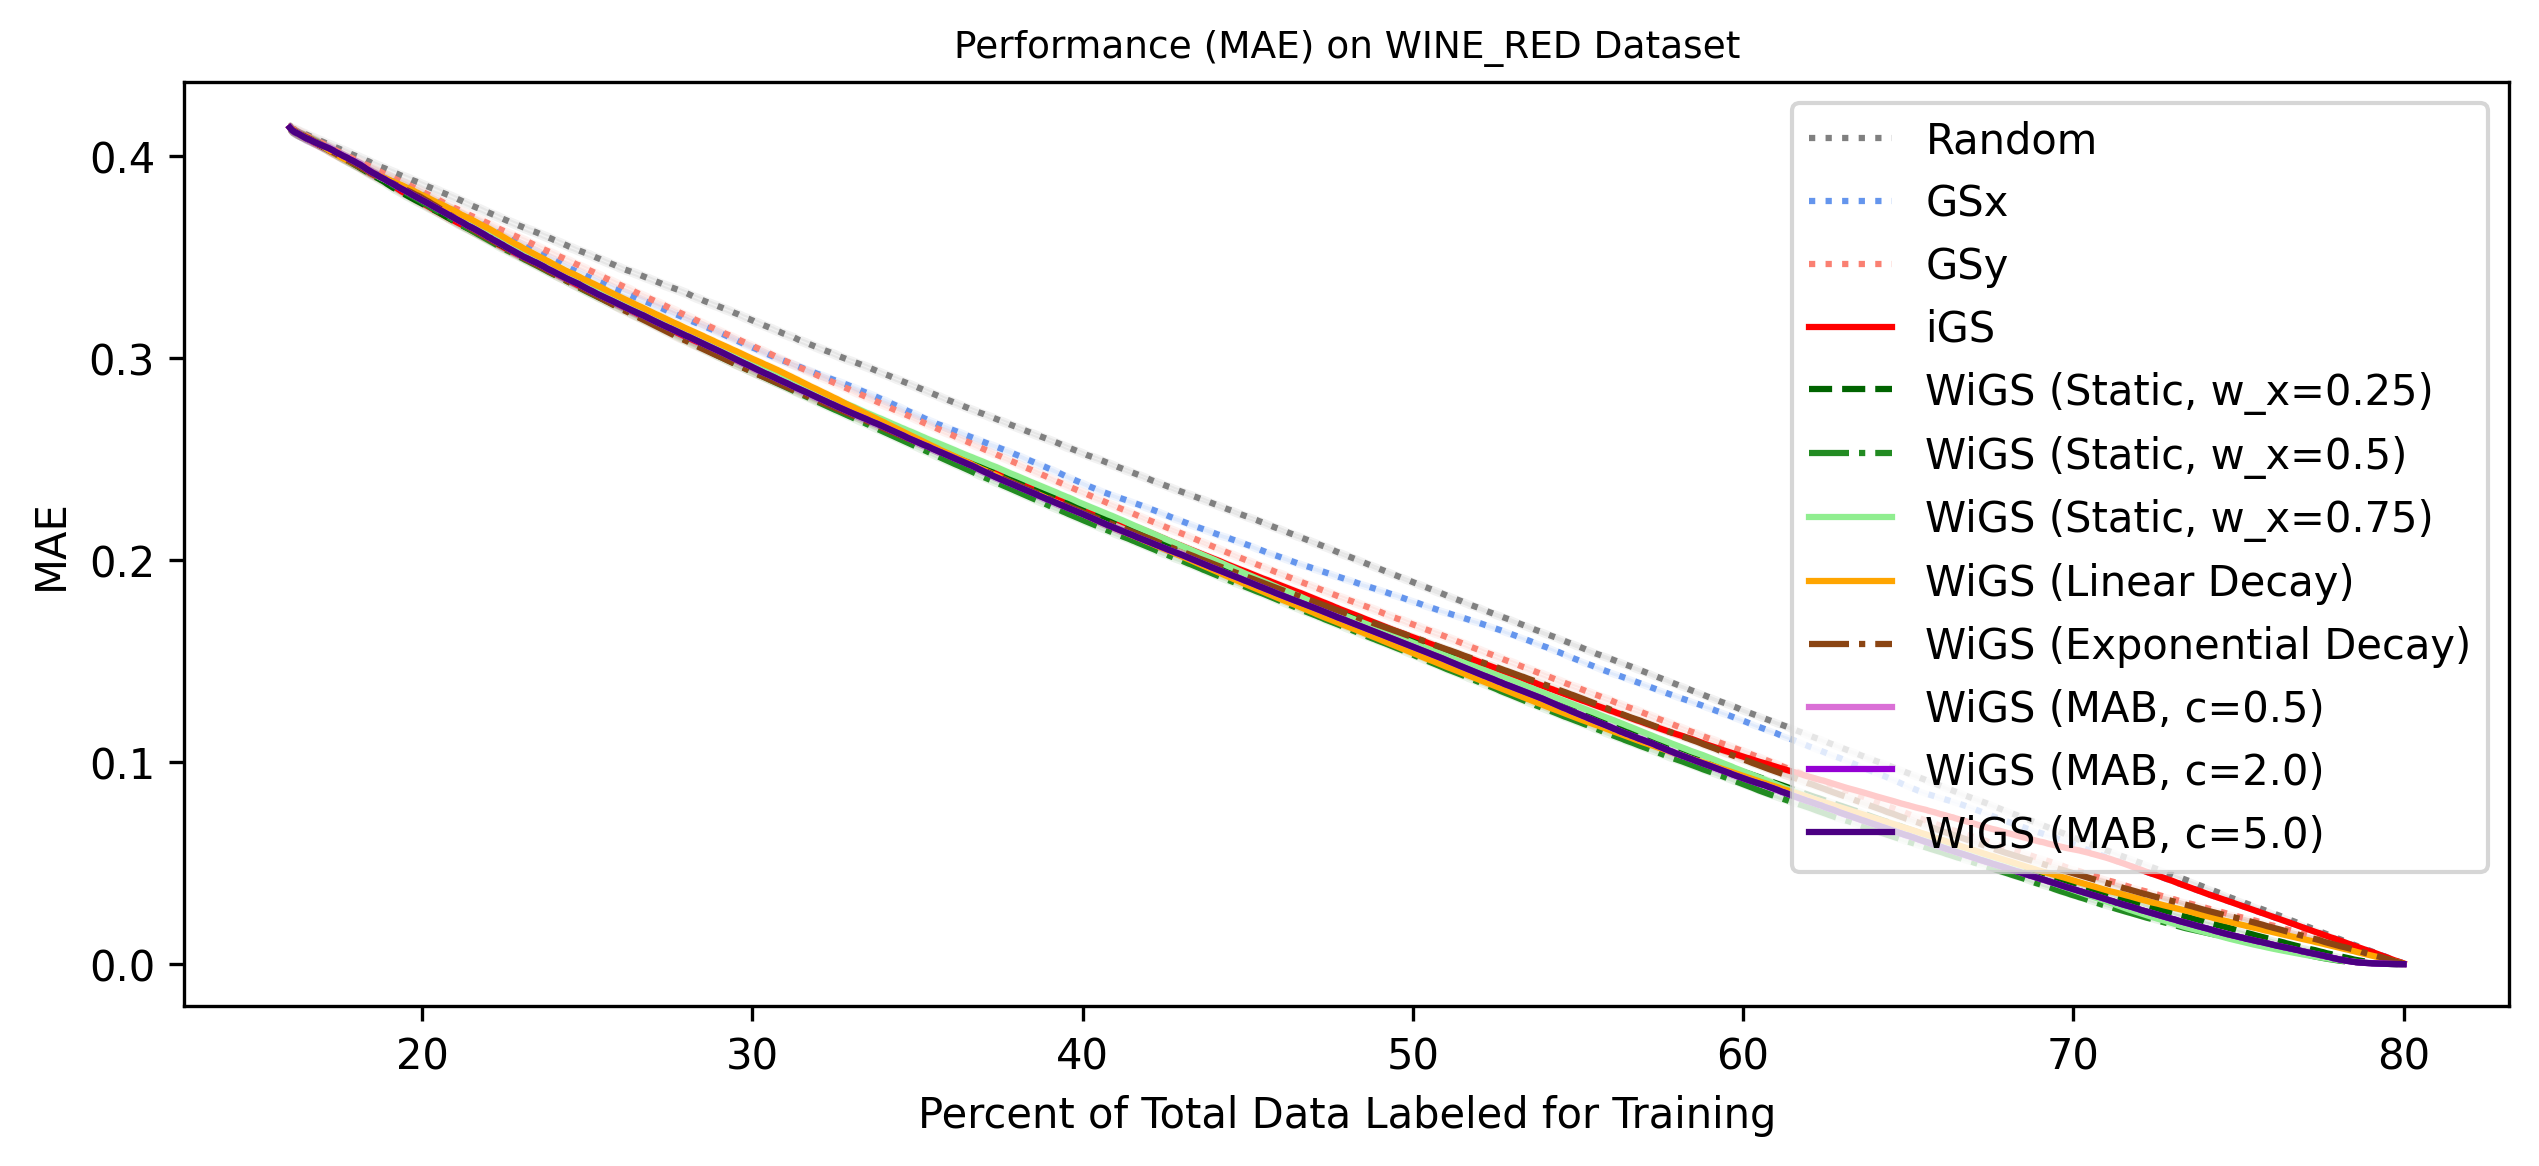 Performance (MAE) on WINE_RED Dataset
MAE
0.4
0.3
0.2
0.1
0.0
Random
GSx
GSy
iGS
WiGS (Static, w_x=0.25)
WiGS (Static, w_x=0.5)
WiGS (Static, w_x=0.75)
WiGS (Linear Decay)
WiGS (Exponential Decay)
WiGS (MAB, c=0.5)
WiGS (MAB, c=2.0)
WiGS (MAB, c=5.0)
20 30 40 50 60 70 80
Percent of Total Data Labeled for Training